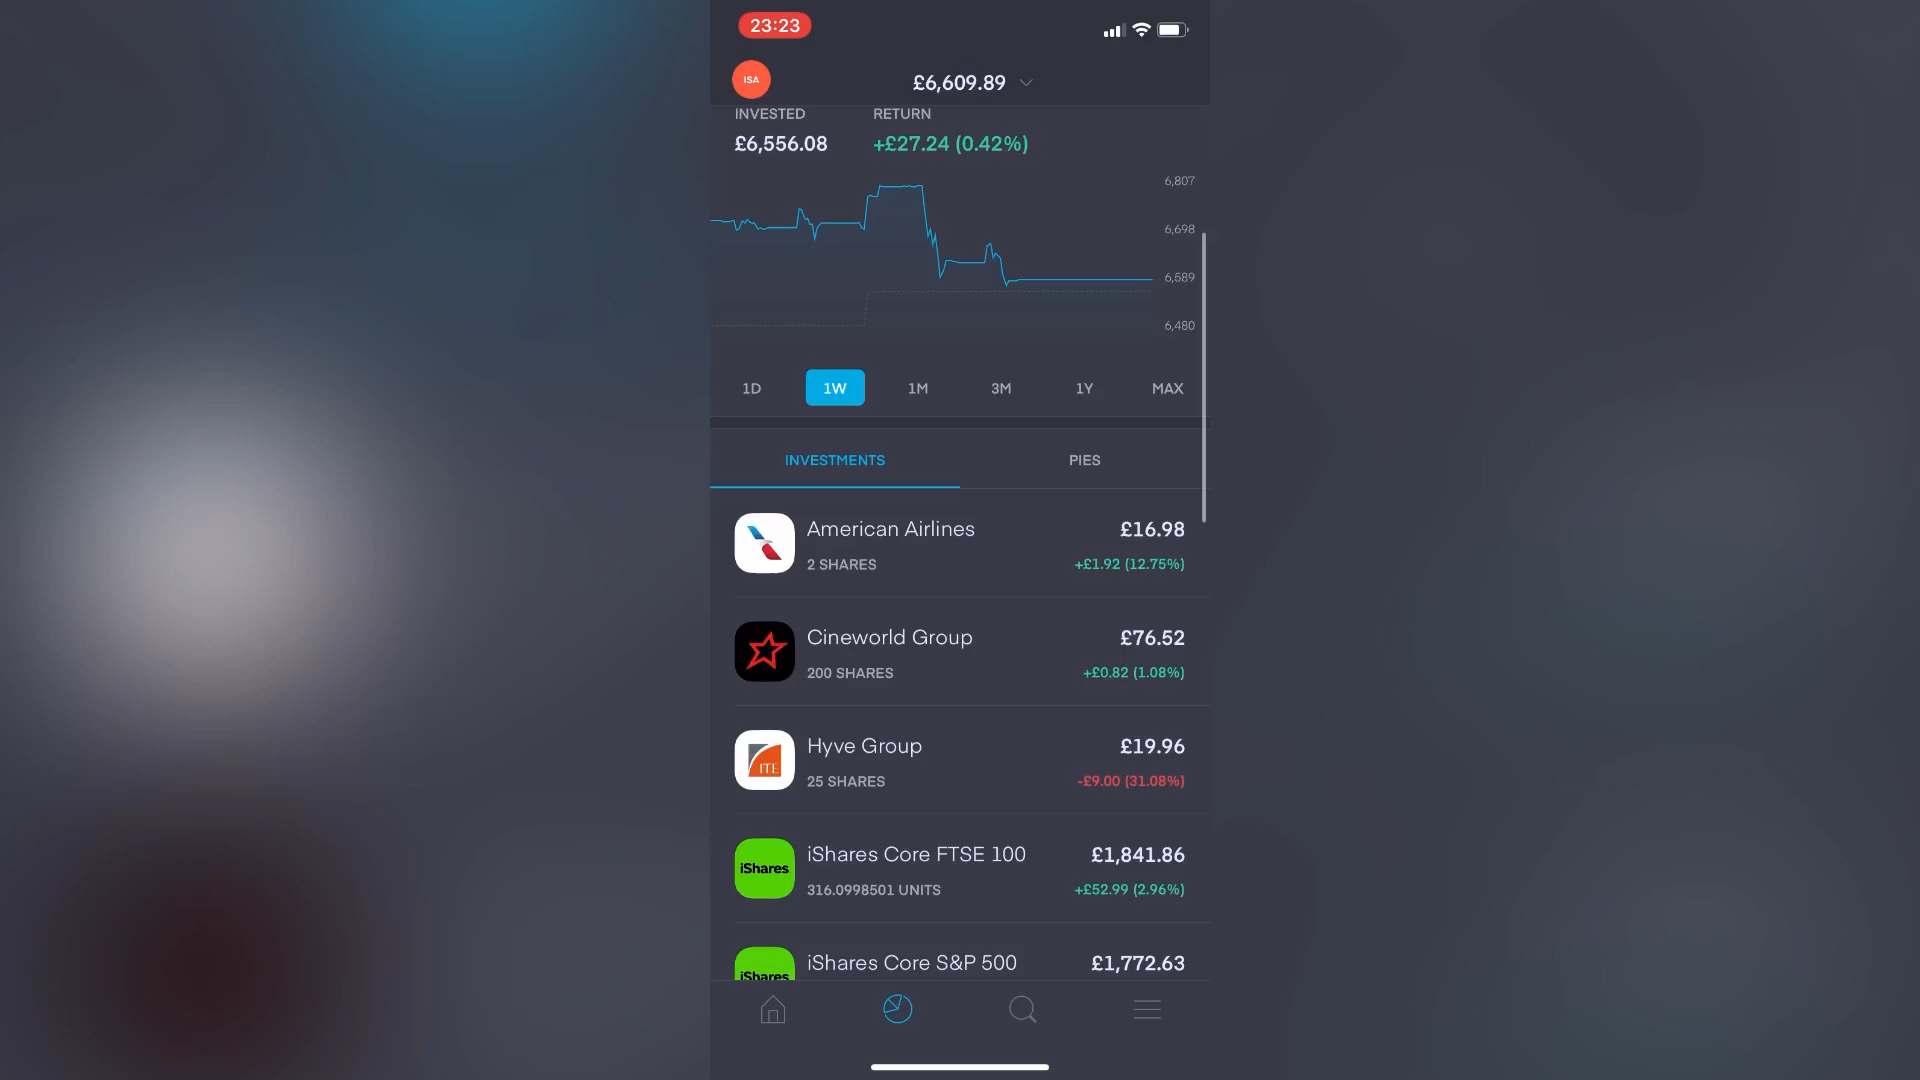 23:23
ISA
£6,609.89
INVESTED RETURN
£6,556.08 +£27.24 (0.42%)
6,807
6,698
6,589
6,480
1D 1W 1M 3M 1Y MAX
INVESTMENTS PIES
American Airlines £16.98
2 SHARES +£1.92 (12.75%)
Cineworld Group £76.52
200 SHARES +£0.82 (1.08%)
ITE
Hyve Group £19.96
25 SHARES -£9.00 (31.08%)
iShares
iShares Core FTSE 100 £1,841.86
316.0998501 UNITS +£52.99 (2.96%)
iShares
iShares Core S&P 500 £1,772.63